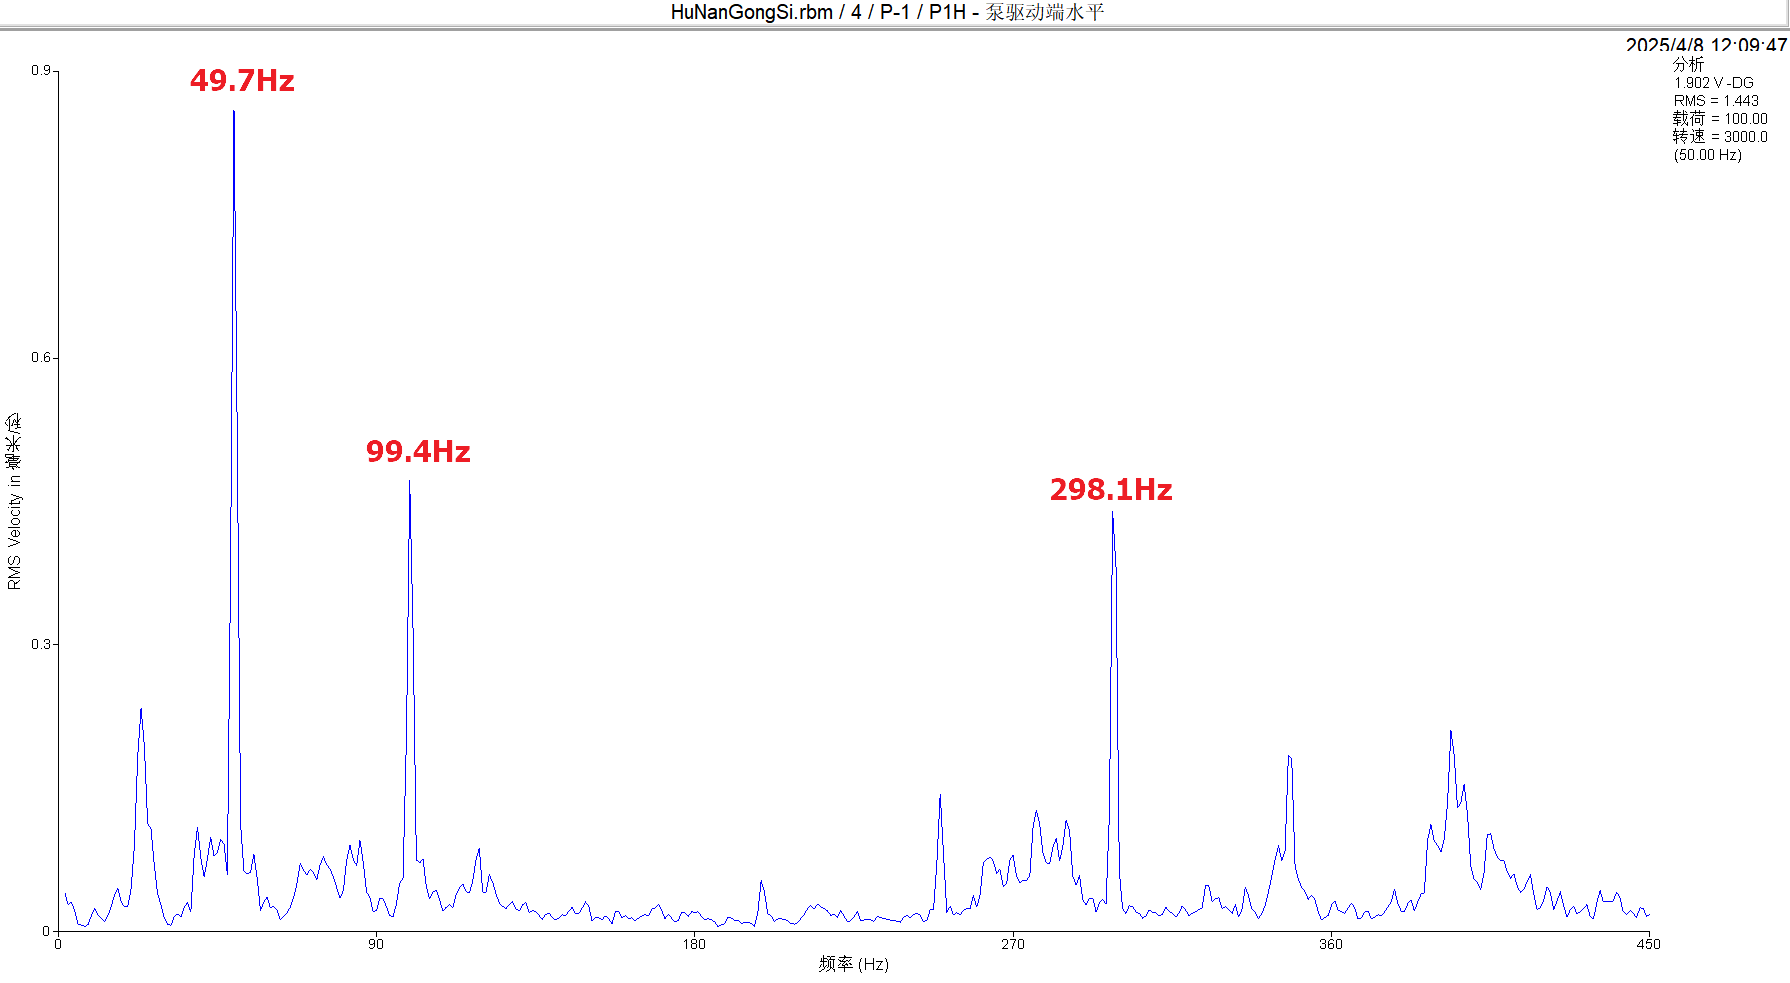 HuNanGongSi.rbm / 4 / P-1 / P1H - 泵驱动端水平
2025/4/8 12:09:47
分析
1.902 V -DG
RMS = 1.443
载荷 = 100.00
转速 = 3000.0
(50.00 Hz)
49.7Hz
99.4Hz
298.1Hz
RMS Velocity in 毫米/秒
0.9
0.6
0.3
0
0
90
180
270
360
450
频率 (Hz)